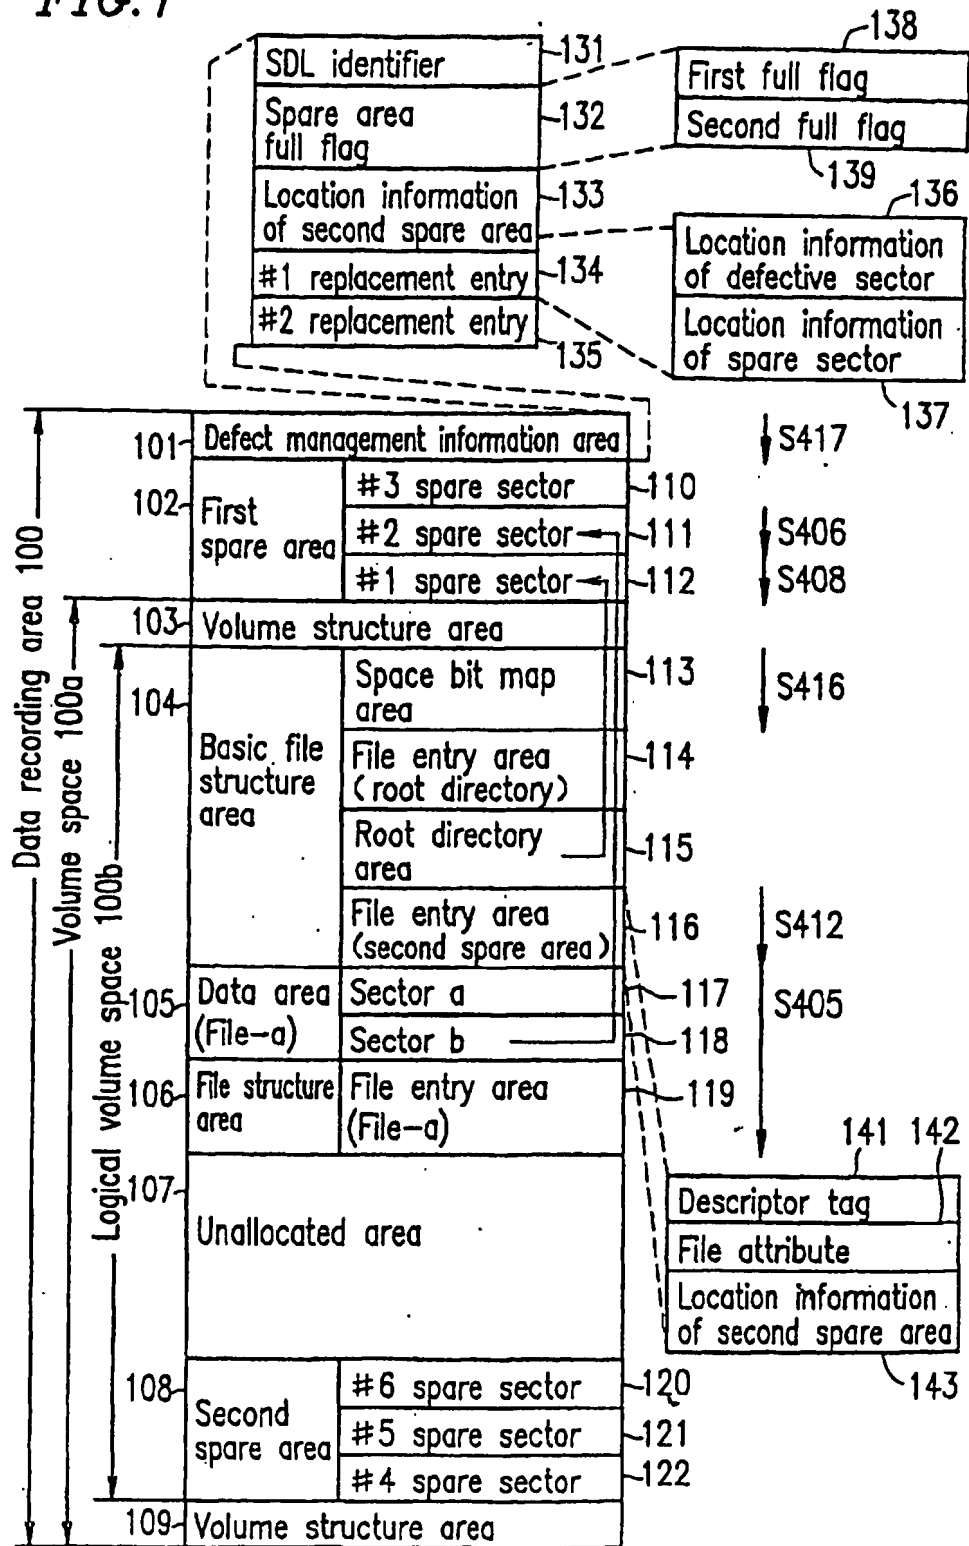 FIG. 1
SDL identifier
131
Spare area
full flag
132
Location information
of second spare area
133
#1 replacement entry
134
#2 replacement entry
135
138
First full flag
Second full flag
139
136
Location information
of defective sector
Location information
of spare sector
137
Data recording area 100
Volume space 100a
Logical volume space 100b
101
Defect management information area
S417
102
First
spare area
#3 spare sector
110
#2 spare sector
111
S406
#1 spare sector
112
S408
103
Volume structure area
104
Basic file
structure
area
Space bit map
area
113
S416
File entry area
(root directory)
114
Root directory
area
115
File entry area
(second spare area)
116
S412
105
Data area
(File-a)
Sector a
117
S405
Sector b
118
106
File structure
area
File entry area
(File-a)
119
107
Unallocated area
141 142
Descriptor tag
File attribute
Location information
of second spare area
143
108
Second
spare area
#6 spare sector
120
#5 spare sector
121
#4 spare sector
122
109
Volume structure area